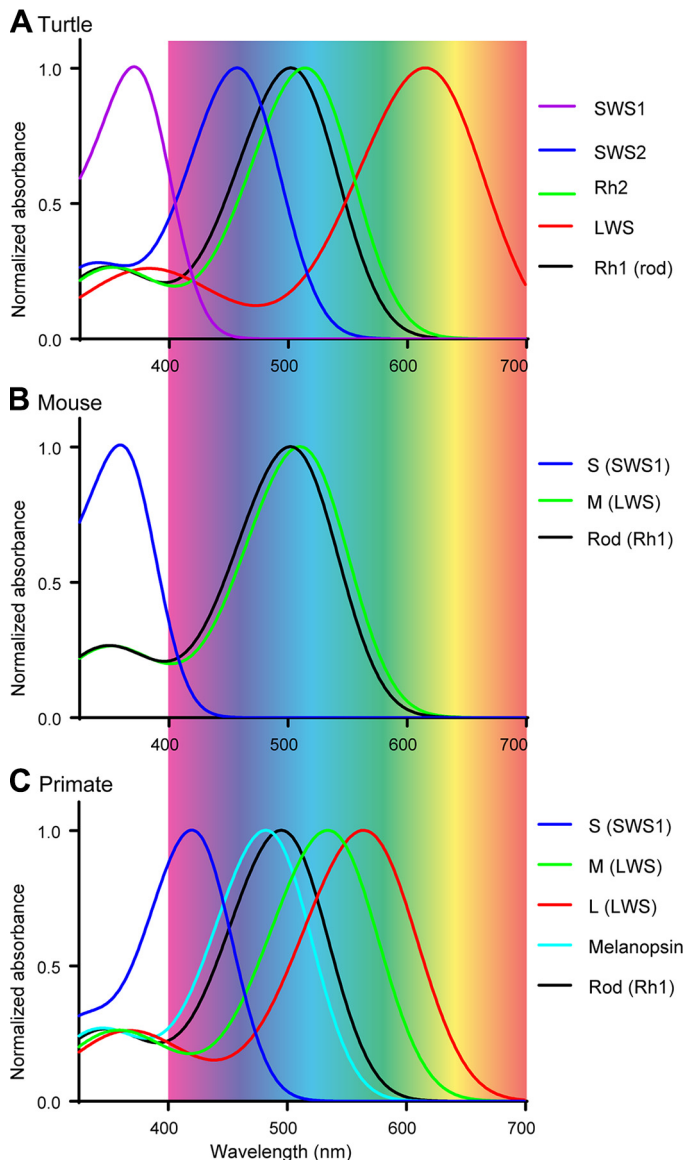 A Turtle
Normalized absorbance
1.0
0.5
0.0
400 500 600 700
SWS1
SWS2
Rh2
LWS
Rh1 (rod)
B Mouse
Normalized absorbance
1.0
0.5
0.0
400 500 600 700
S (SWS1)
M (LWS)
Rod (Rh1)
C Primate
Normalized absorbance
1.0
0.5
0.0
400 500 600 700
Wavelength (nm)
S (SWS1)
M (LWS)
L (LWS)
Melanopsin
Rod (Rh1)